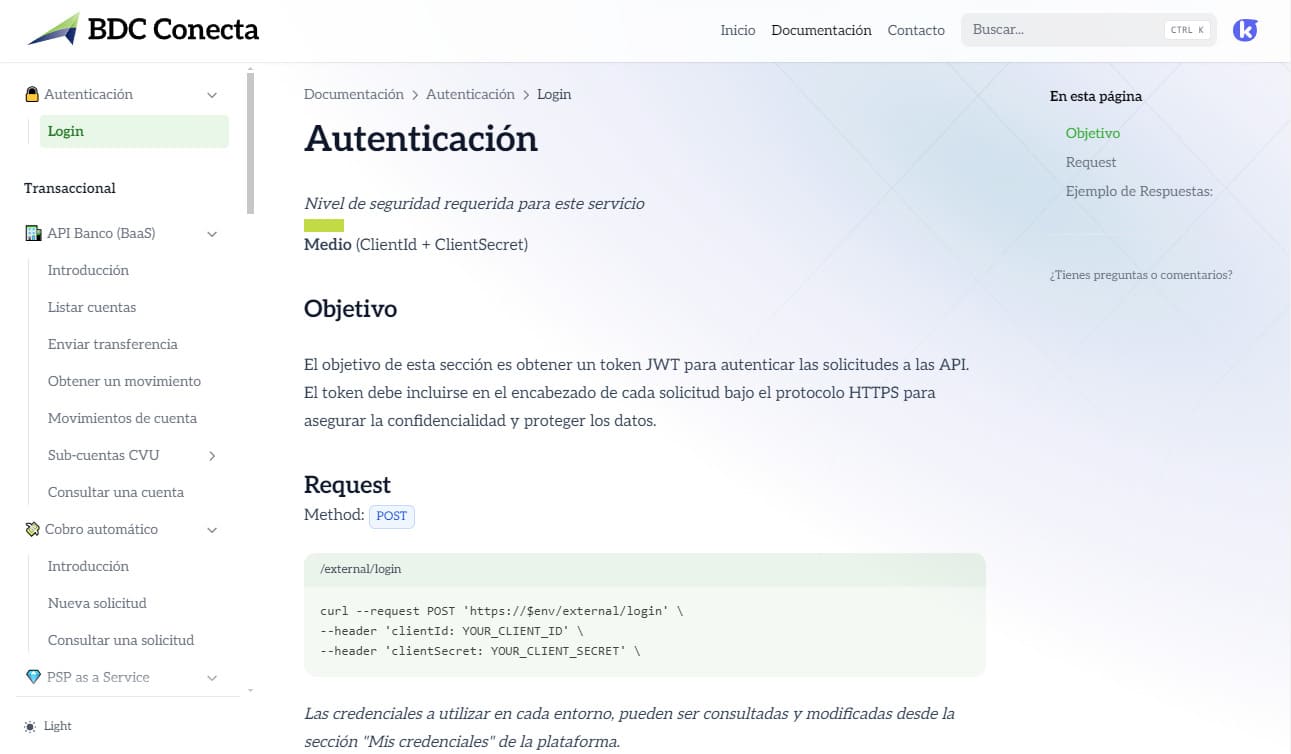 BDC Conecta
Inicio Documentación Contacto Buscar... CTRL K
Autenticación
Login
Transaccional
API Banco (BaaS)
Introducción
Listar cuentas
Enviar transferencia
Obtener un movimiento
Movimientos de cuenta
Sub-cuentas CVU
Consultar una cuenta
Cobro automático
Introducción
Nueva solicitud
Consultar una solicitud
PSP as a Service
Light
Documentación > Autenticación > Login
Autenticación
Nivel de seguridad requerida para este servicio
Medio (ClientId + ClientSecret)
Objetivo
El objetivo de esta sección es obtener un token JWT para autenticar las solicitudes a las API.
El token debe incluirse en el encabezado de cada solicitud bajo el protocolo HTTPS para
asegurar la confidencialidad y proteger los datos.
Request
Method: POST
/external/login
curl --request POST 'https://$env/external/login' \
--header 'clientId: YOUR_CLIENT_ID' \
--header 'clientSecret: YOUR_CLIENT_SECRET' \
Las credenciales a utilizar en cada entorno, pueden ser consultadas y modificadas desde la
sección "Mis credenciales" de la plataforma.
En esta página
Objetivo
Request
Ejemplo de Respuestas:
¿Tienes preguntas o comentarios?